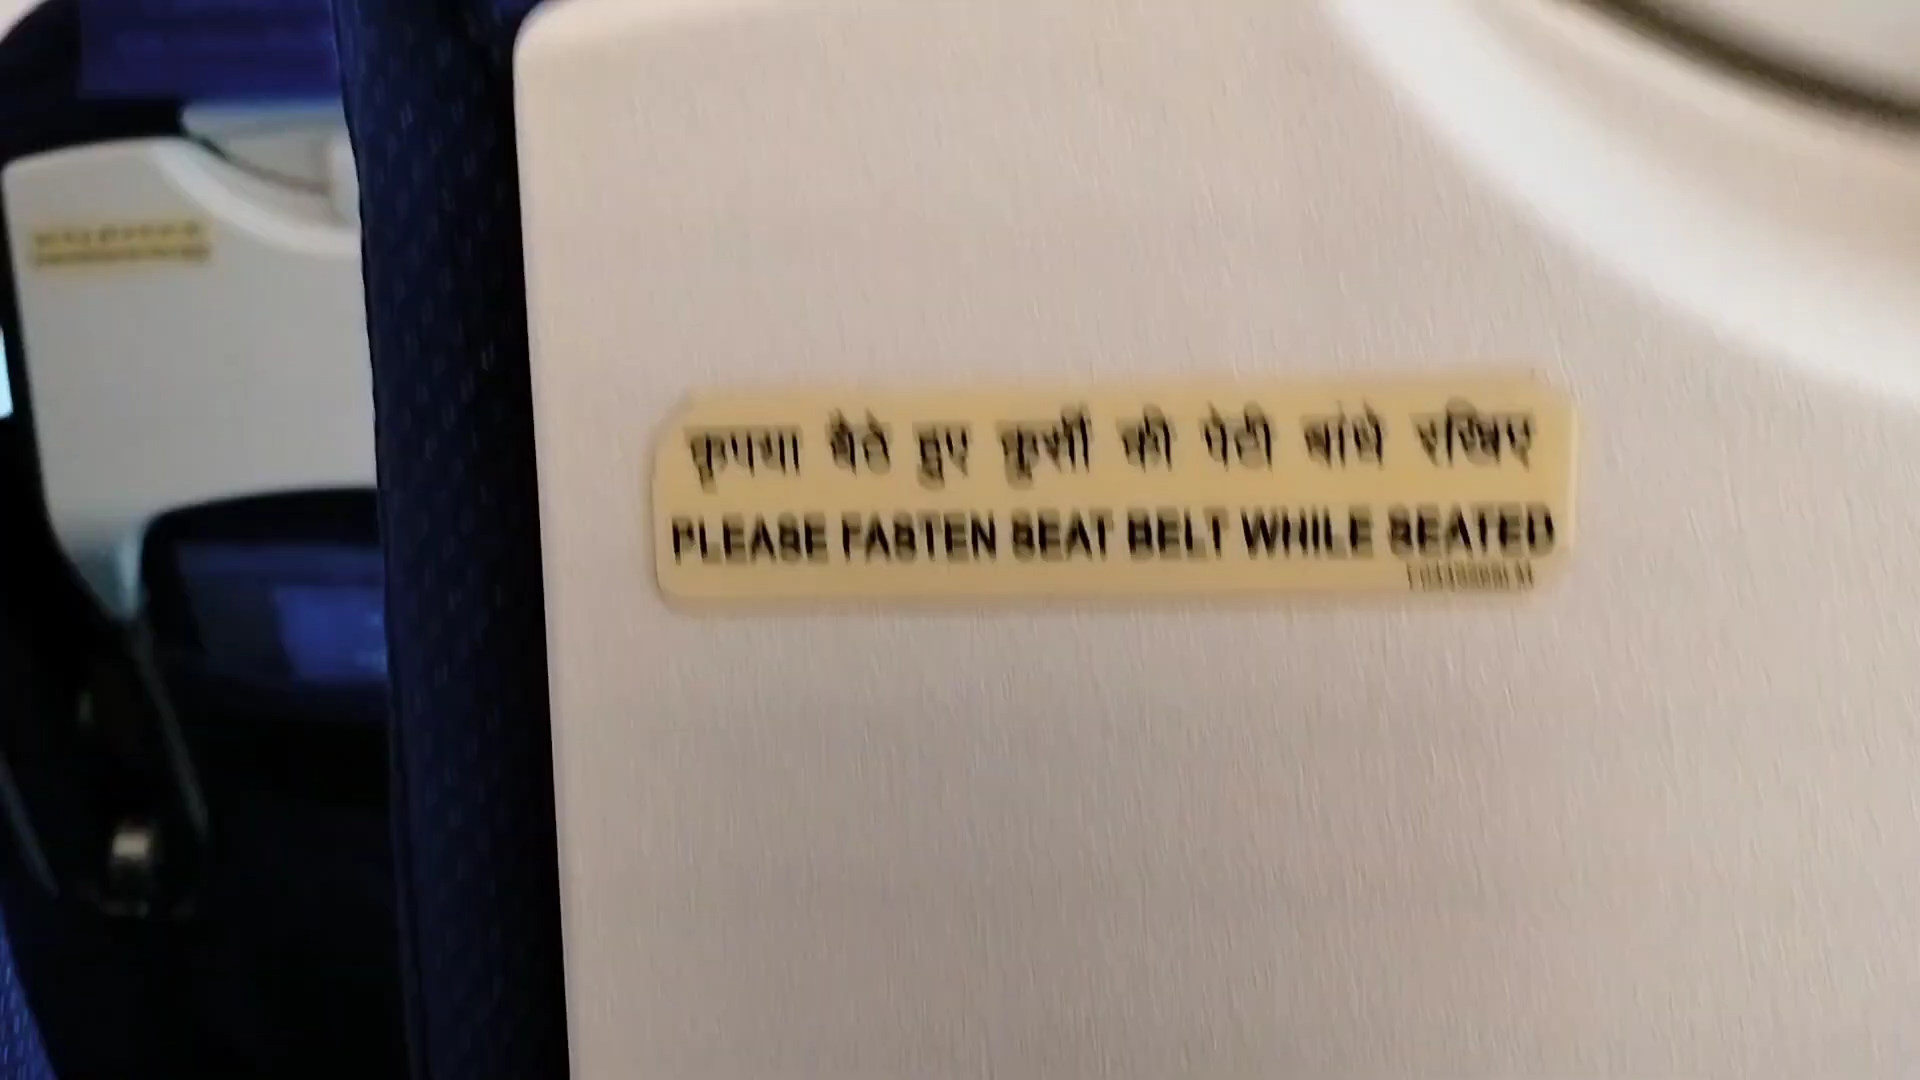 कृपया बैठे हुए कुर्सी की पेटी बांधे रखिए
PLEASE FASTEN SEAT BELT WHILE SEATED